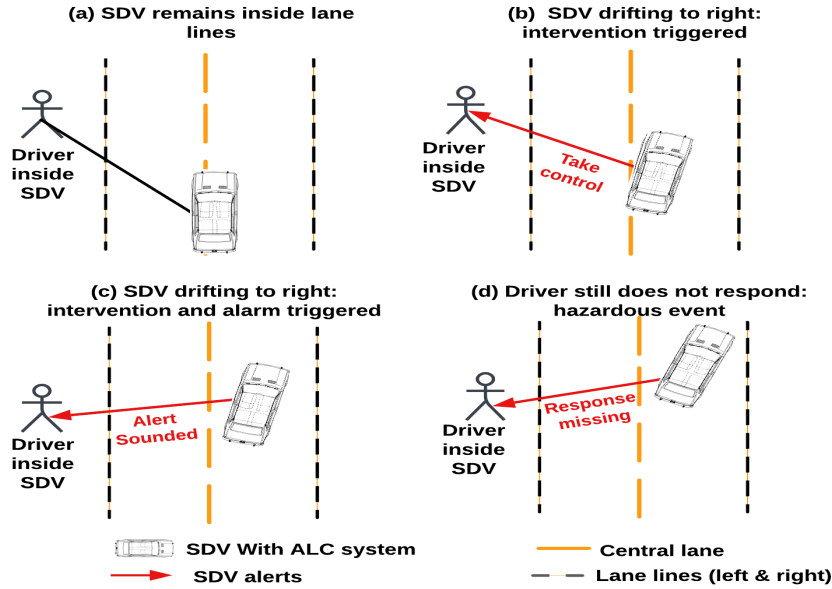 (a) SDV remains inside lane
lines
Driver
inside
SDV
(b) SDV drifting to right:
intervention triggered
Driver
inside
SDV
Take
control
(c) SDV drifting to right:
intervention and alarm triggered
Driver
inside
SDV
Alert
Sounded
(d) Driver still does not respond:
hazardous event
Driver
inside
SDV
Response
missing
SDV With ALC system
SDV alerts
Central lane
Lane lines (left & right)